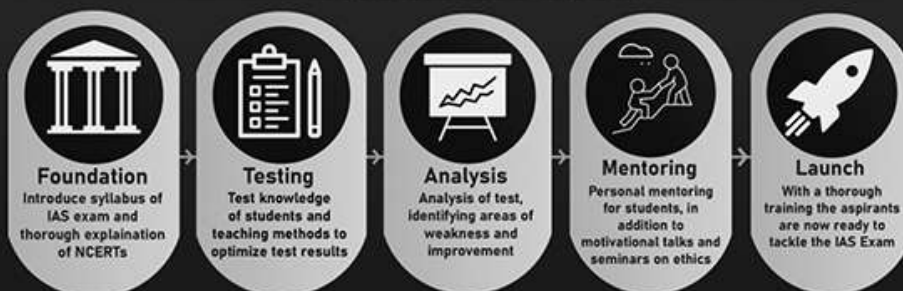 Foundation
Introduce syllabus of
IAS exam and
thorough explaination
of NCERTs
Testing
Test knowledge
of students and
teaching methods to
optimize test results
Analysis
Analysis of test,
identifying areas of
weakness and
improvement
Mentoring
Personal mentoring
for students, in
addition to
motivational talks and
seminars on ethics
Launch
With a thorough
training the aspirants
are now ready to
tackle the IAS Exam